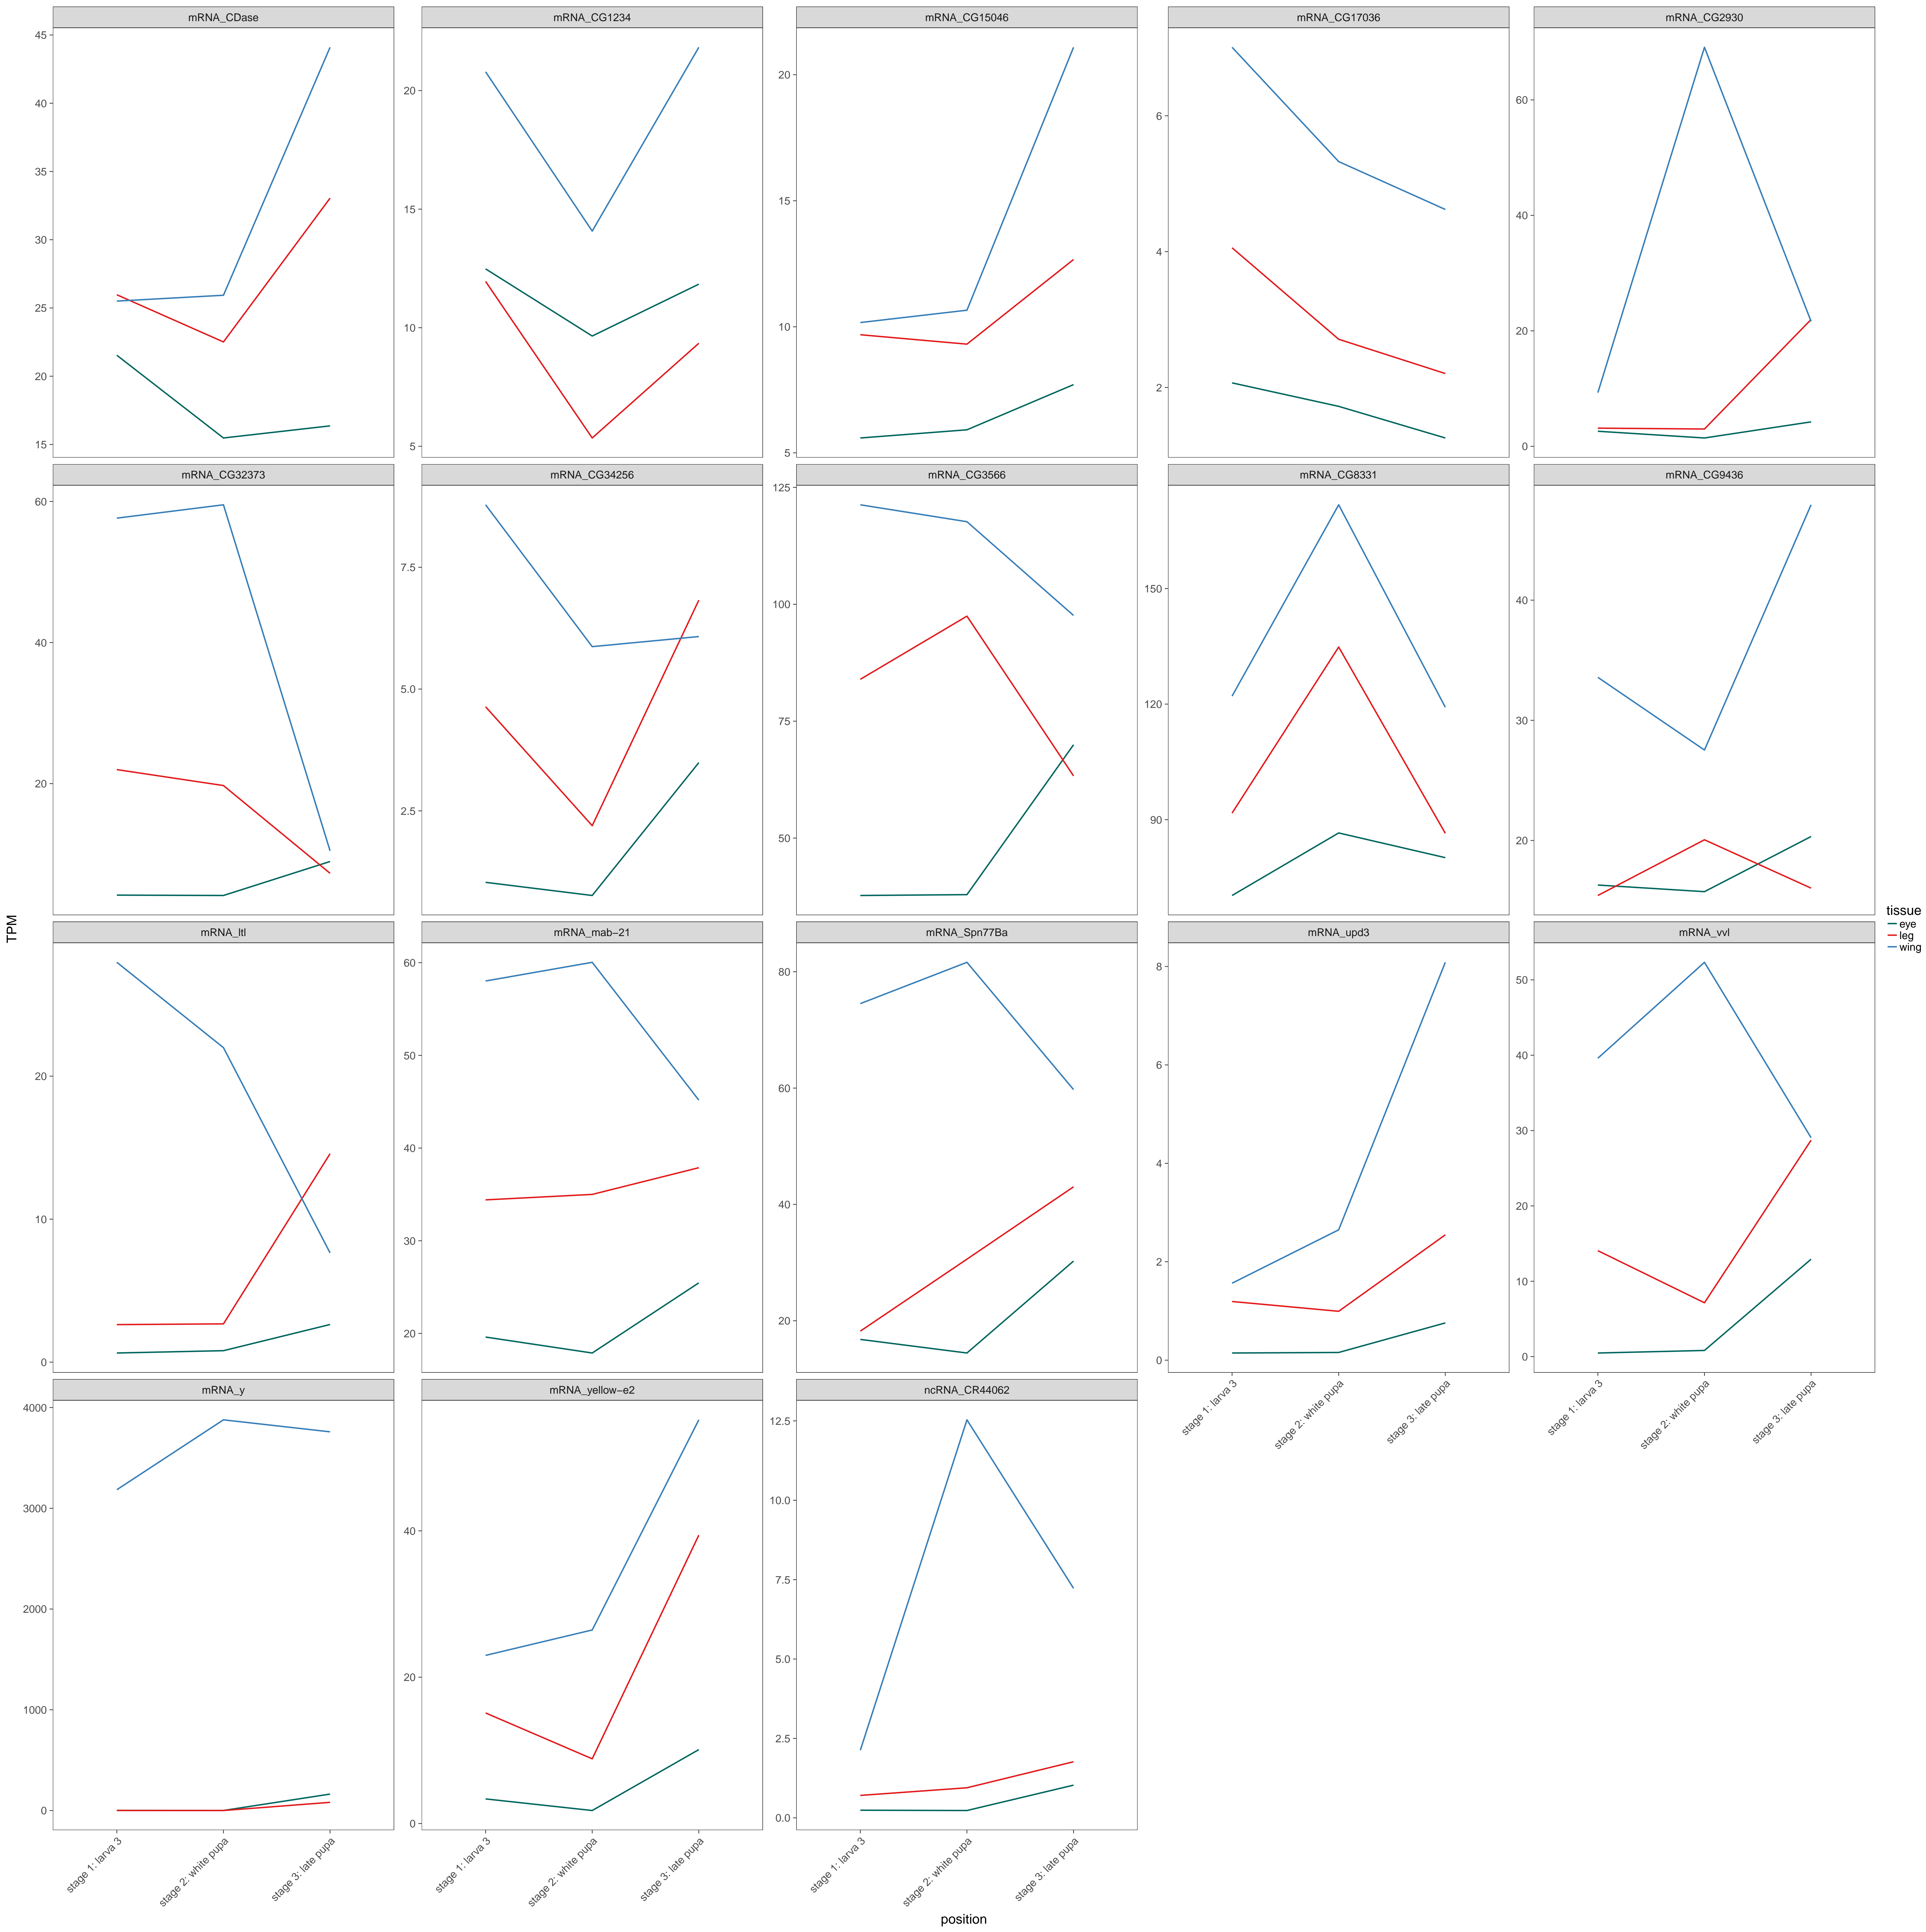 mRNA_CDase
mRNA_CG1234
mRNA_CG15046
mRNA_CG17036
mRNA_CG2930
45
40
35
30
25
20
15
20
15
10
5
20
15
10
5
6
4
2
60
40
20
0
mRNA_CG32373
mRNA_CG34256
mRNA_CG3566
mRNA_CG8331
mRNA_CG9436
60
40
20
7.5
5.0
2.5
125
100
75
50
150
120
90
40
30
20
TPM
tissue
eye
leg
wing
mRNA_ltl
mRNA_mab−21
mRNA_Spn77Ba
mRNA_upd3
mRNA_vvl
20
10
0
60
50
40
30
20
80
60
40
20
8
6
4
2
0
50
40
30
20
10
0
stage 1: larva 3
stage 2: white pupa
stage 3: late pupa
stage 1: larva 3
stage 2: white pupa
stage 3: late pupa
mRNA_y
mRNA_yellow−e2
ncRNA_CR44062
4000
3000
2000
1000
0
40
20
0
12.5
10.0
7.5
5.0
2.5
0.0
stage 1: larva 3
stage 2: white pupa
stage 3: late pupa
stage 1: larva 3
stage 2: white pupa
stage 3: late pupa
stage 1: larva 3
stage 2: white pupa
stage 3: late pupa
position